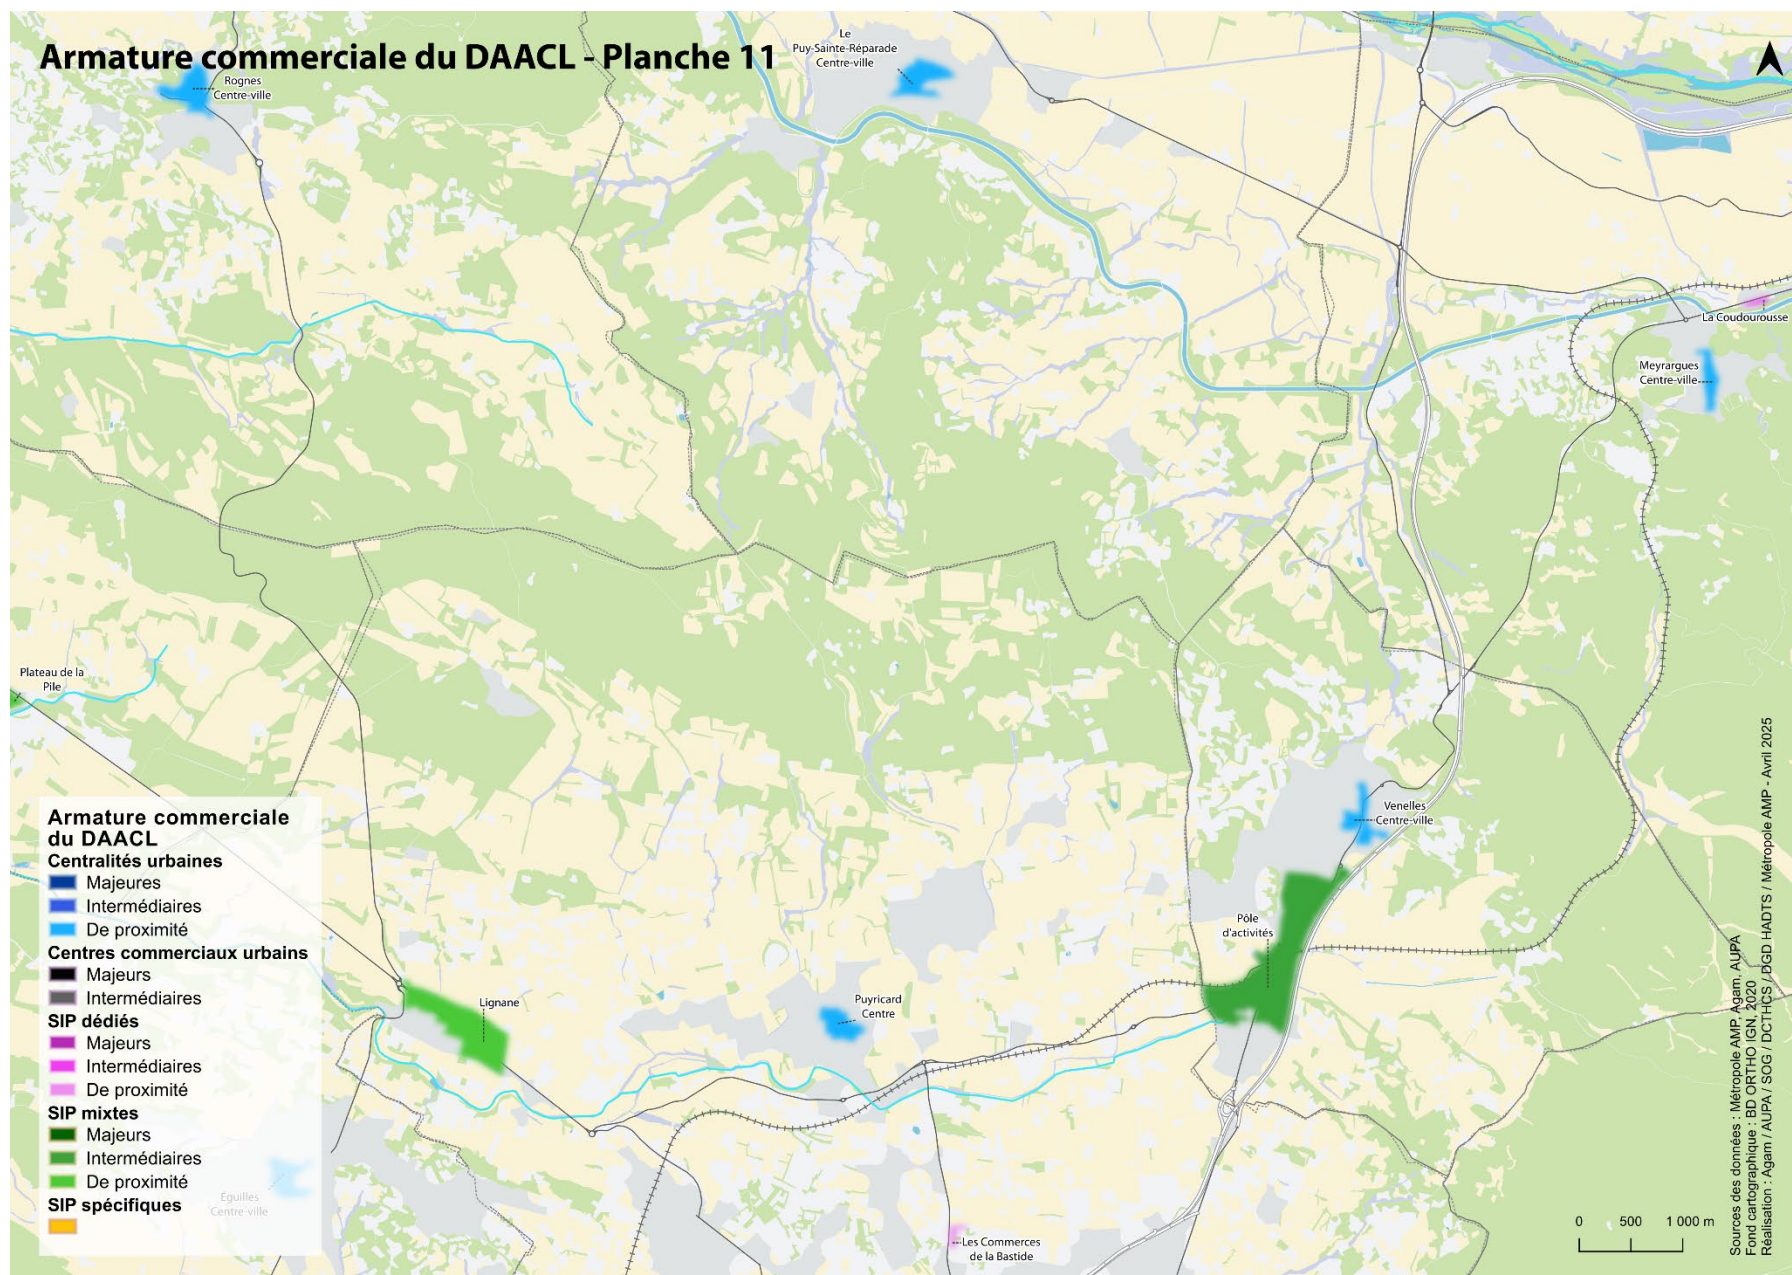 Armature commerciale du DAACL - Planche 11
Le
Puy-Sainte-Réparade
Centre-ville
Rognes
Centre-ville
La Coudourousse
Meyrargues
Centre-ville
Plateau de la
Pile
Venelles
Centre-ville
Pôle
d'activités
Lignane
Puyricard
Centre
Les Commerces
de la Bastide
Armature commerciale
du DAACL
Centralités urbaines
Majeures
Intermédiaires
De proximité
Centres commerciaux urbains
Majeurs
Intermédiaires
SIP dédiés
Majeurs
Intermédiaires
De proximité
SIP mixtes
Majeurs
Intermédiaires
De proximité
SIP spécifiques
Eguilles
Centre-ville
0 500 1 000 m
Sources des données : Métropole AMP, Agam, AUPA
Fond cartographique : BD ORTHO IGN, 2020
Réalisation : Agam / AUPA / SOG / DCTHCS / DGD HADTS / Métropole AMP - Avril 2025